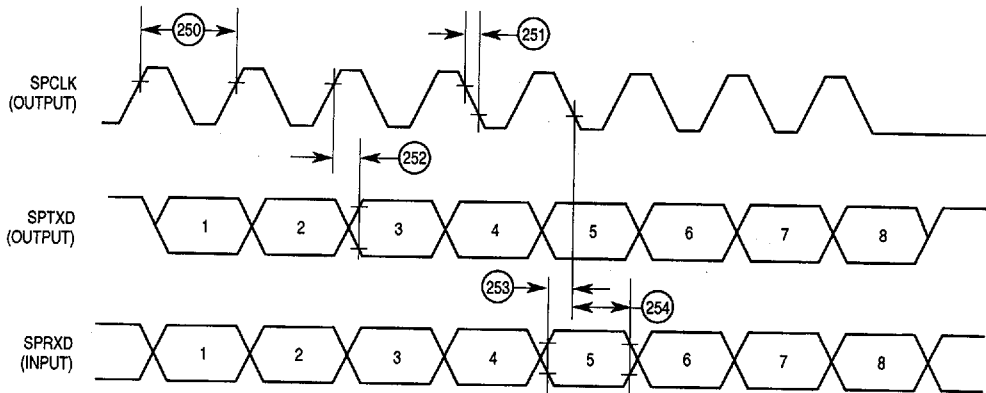 250
251
SPCLK
(OUTPUT)
252
SPTXD
(OUTPUT)
1 2 3 4 5 6 7 8
253
254
SPRXD
(INPUT)
1 2 3 4 5 6 7 8